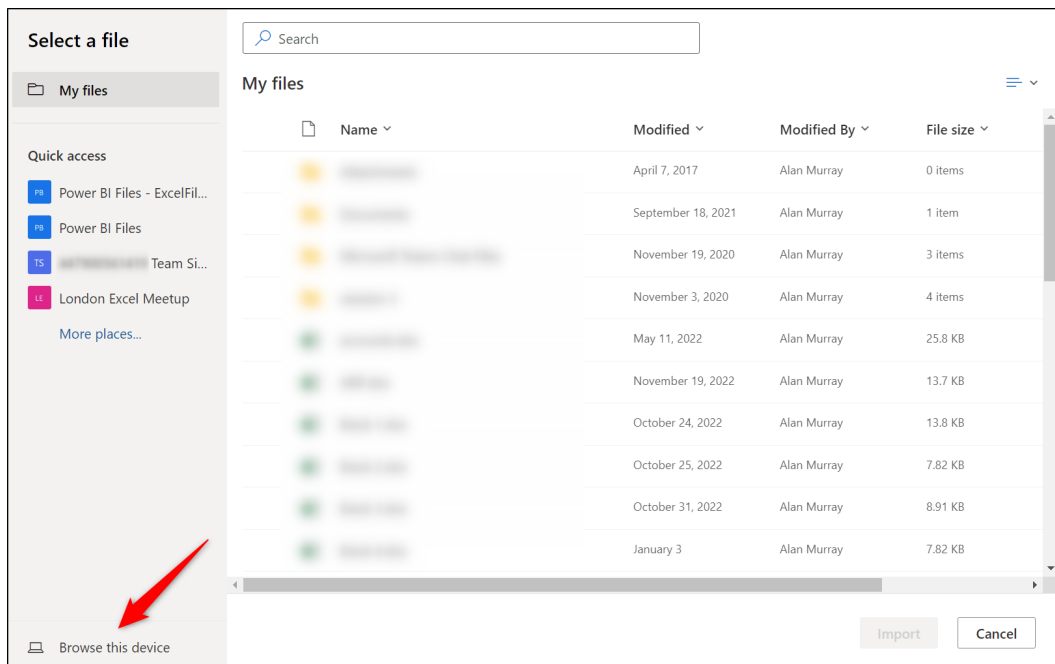 Select a file
Search
My files
My files
Quick access
PB Power BI Files - ExcelFil...
PB Power BI Files
TS Team Si...
LE London Excel Meetup
More places...
Browse this device
Name Modified Modified By File size
April 7, 2017 Alan Murray 0 items
September 18, 2021 Alan Murray 1 item
November 19, 2020 Alan Murray 3 items
November 3, 2020 Alan Murray 4 items
May 11, 2022 Alan Murray 25.8 KB
November 19, 2022 Alan Murray 13.7 KB
October 24, 2022 Alan Murray 13.8 KB
October 25, 2022 Alan Murray 7.82 KB
October 31, 2022 Alan Murray 8.91 KB
January 3 Alan Murray 7.82 KB
Import Cancel